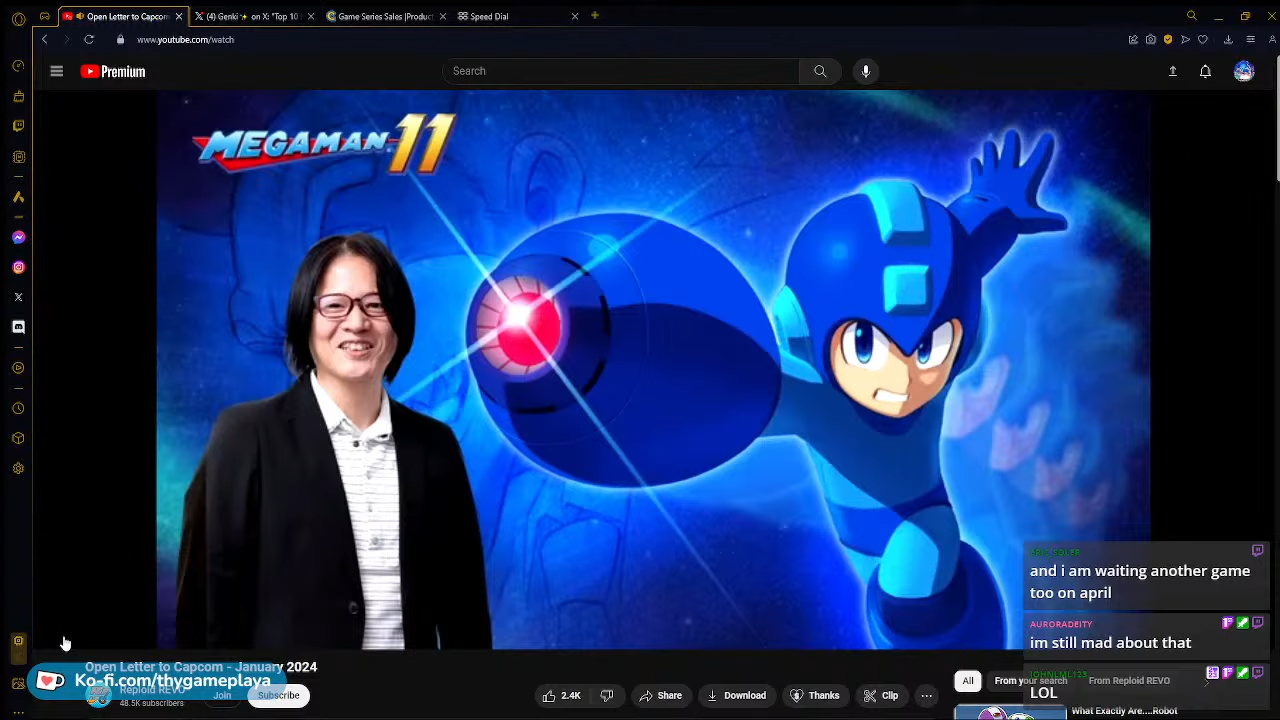 Open Letter to Capcom
(4) Genki✨ on X: "Top 10
Game Series Sales |Product
Speed Dial
www.youtube.com/watch
Premium
Search
MEGAMAN 11
and i am waiting another game
too on april
AURORADEITY
im still mad about that
JOHNLML123
LOL
Open Letter to Capcom - January 2024
Ko-fi.com/thygameplaya
Reploid REVO
48.5K subscribers
Join
Subscribe
2.4K
Share
Download
Thanks
Clip
All
From your search
From Reploid REVO
What Exactly Are....Robot